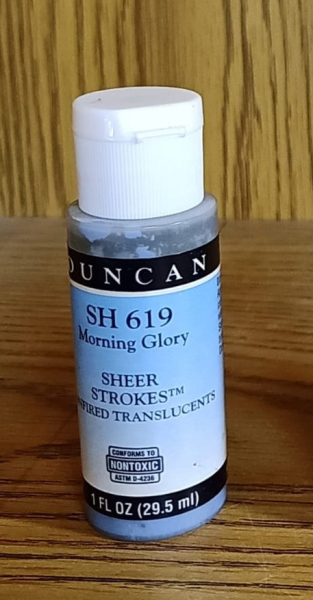 DUNCAN
SH 619
Morning Glory
SHEER
STROKES™
NFIRED TRANSLUCENTS
CONFORMS TO
NONTOXIC
ASTM D-4236
1 FL OZ (29.5 ml)